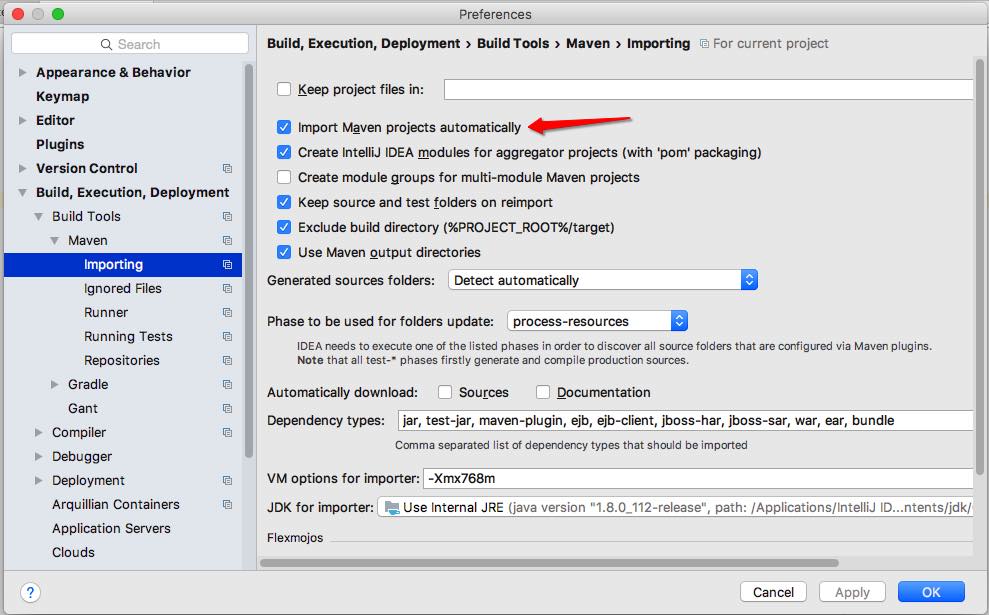 Preferences
Search
Appearance & Behavior
Keymap
Editor
Plugins
Version Control
Build, Execution, Deployment
Build Tools
Maven
Importing
Ignored Files
Runner
Running Tests
Repositories
Gradle
Gant
Compiler
Debugger
Deployment
Arquillian Containers
Application Servers
Clouds
Build, Execution, Deployment › Build Tools › Maven › Importing For current project
Keep project files in:
Import Maven projects automatically
Create IntelliJ IDEA modules for aggregator projects (with 'pom' packaging)
Create module groups for multi-module Maven projects
Keep source and test folders on reimport
Exclude build directory (%PROJECT_ROOT%/target)
Use Maven output directories
Generated sources folders: Detect automatically
Phase to be used for folders update: process-resources
IDEA needs to execute one of the listed phases in order to discover all source folders that are configured via Maven plugins.
Note that all test-* phases firstly generate and compile production sources.
Automatically download: Sources Documentation
Dependency types: jar, test-jar, maven-plugin, ejb, ejb-client, jboss-har, jboss-sar, war, ear, bundle
Comma separated list of dependency types that should be imported
VM options for importer: -Xmx768m
JDK for importer: Use Internal JRE (java version "1.8.0_112-release", path: /Applications/IntelliJ ID...ntents/jdk/
Flexmojos
? Cancel Apply OK